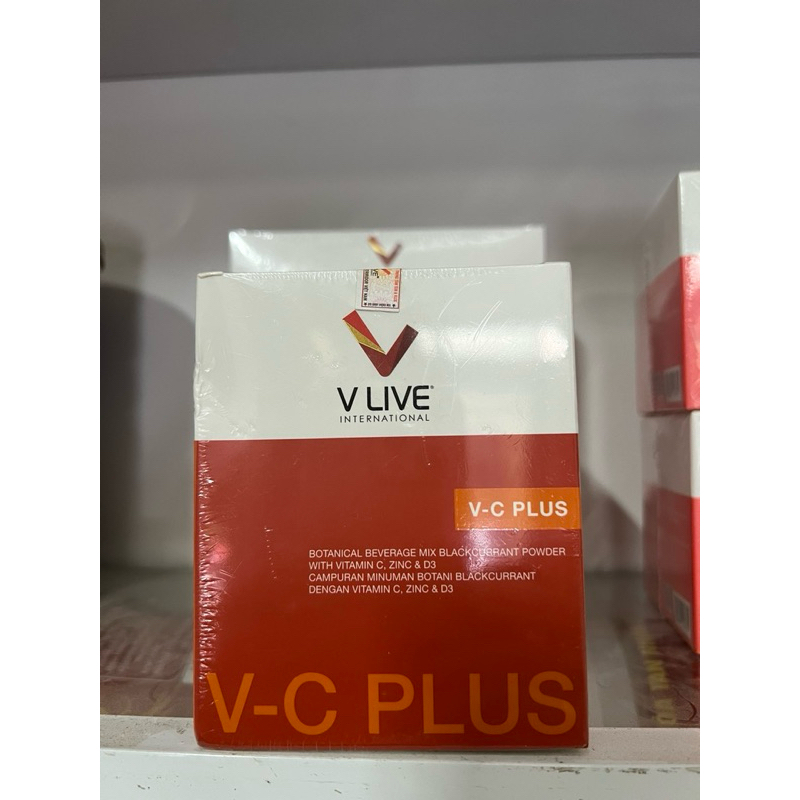 V LIVE
INTERNATIONAL
V-C PLUS
BOTANICAL BEVERAGE MIX BLACKCURRANT POWDER
WITH VITAMIN C, ZINC & D3
CAMPURAN MINUMAN BOTANI BLACKCURRANT
DENGAN VITAMIN C, ZINC & D3
V-C PLUS